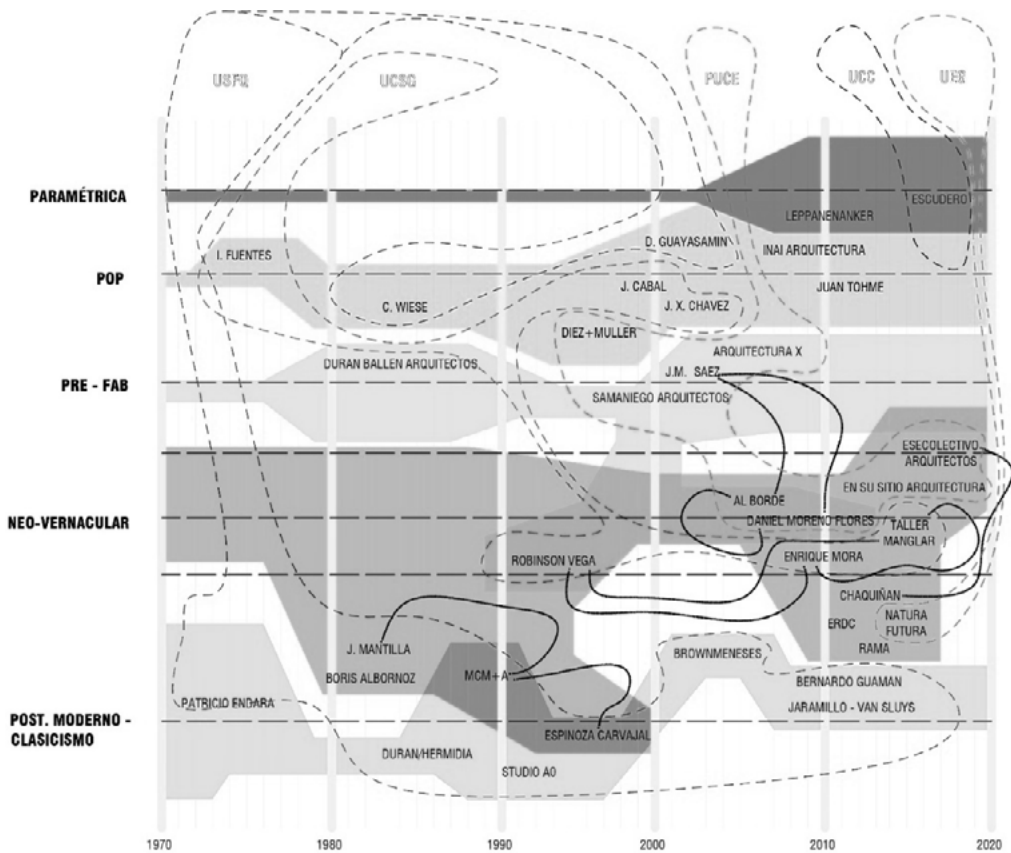 USFQ
UCSG
PUCE
UCC
PARAMÉTRICA
ESCUDERO
LEPPANENANKER
D. GUAYASAMIN
INAI ARQUITECTURA
I. FUENTES
POP
J. CABAL
JUAN TOHME
C. WIESE
J. X. CHAVEZ
DIEZ+MULLER
ARQUITECTURA X
DURAN BALLEN ARQUITECTOS
J.M. SAEZ
PRE - FAB
SAMANIEGO ARQUITECTOS
ESECOLECTIVO
ARQUITECTOS
EN SU SITIO ARQUITECTURA
AL BORDE
NEO-VERNACULAR
DANIEL MORENO FLORES
TALLER
MANGLAR
ROBINSON VEGA
ENRIQUE MORA
CHAQUIÑAN
ERDC
NATURA
FUTURA
J. MANTILLA
RAMA
BROWNMENESES
BORIS ALBORNOZ
MCM+A
BERNARDO GUAMAN
PATRICIO ENDARA
JARAMILLO - VAN SLUYS
POST. MODERNO -
CLASICISMO
ESPINOZA CARVAJAL
DURAN/HERMIDIA
STUDIO A0
1970
1980
1990
2000
2010
2020